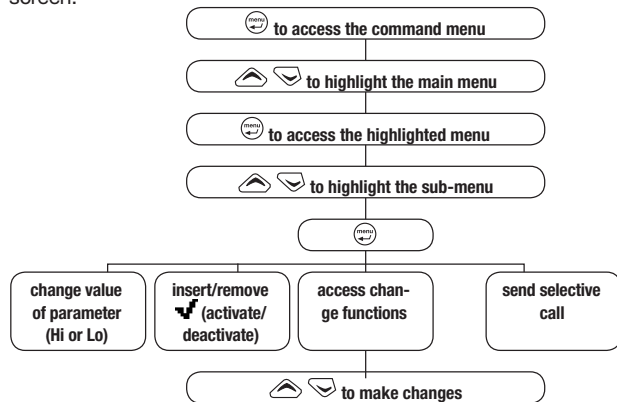 screen.
menu to access the command menu
to highlight the main menu
menu to access the highlighted menu
to highlight the sub-menu
menu
change value
of parameter
(Hi or Lo)
insert/remove
(activate/
deactivate)
access chan-
ge functions
send selective
call
to make changes